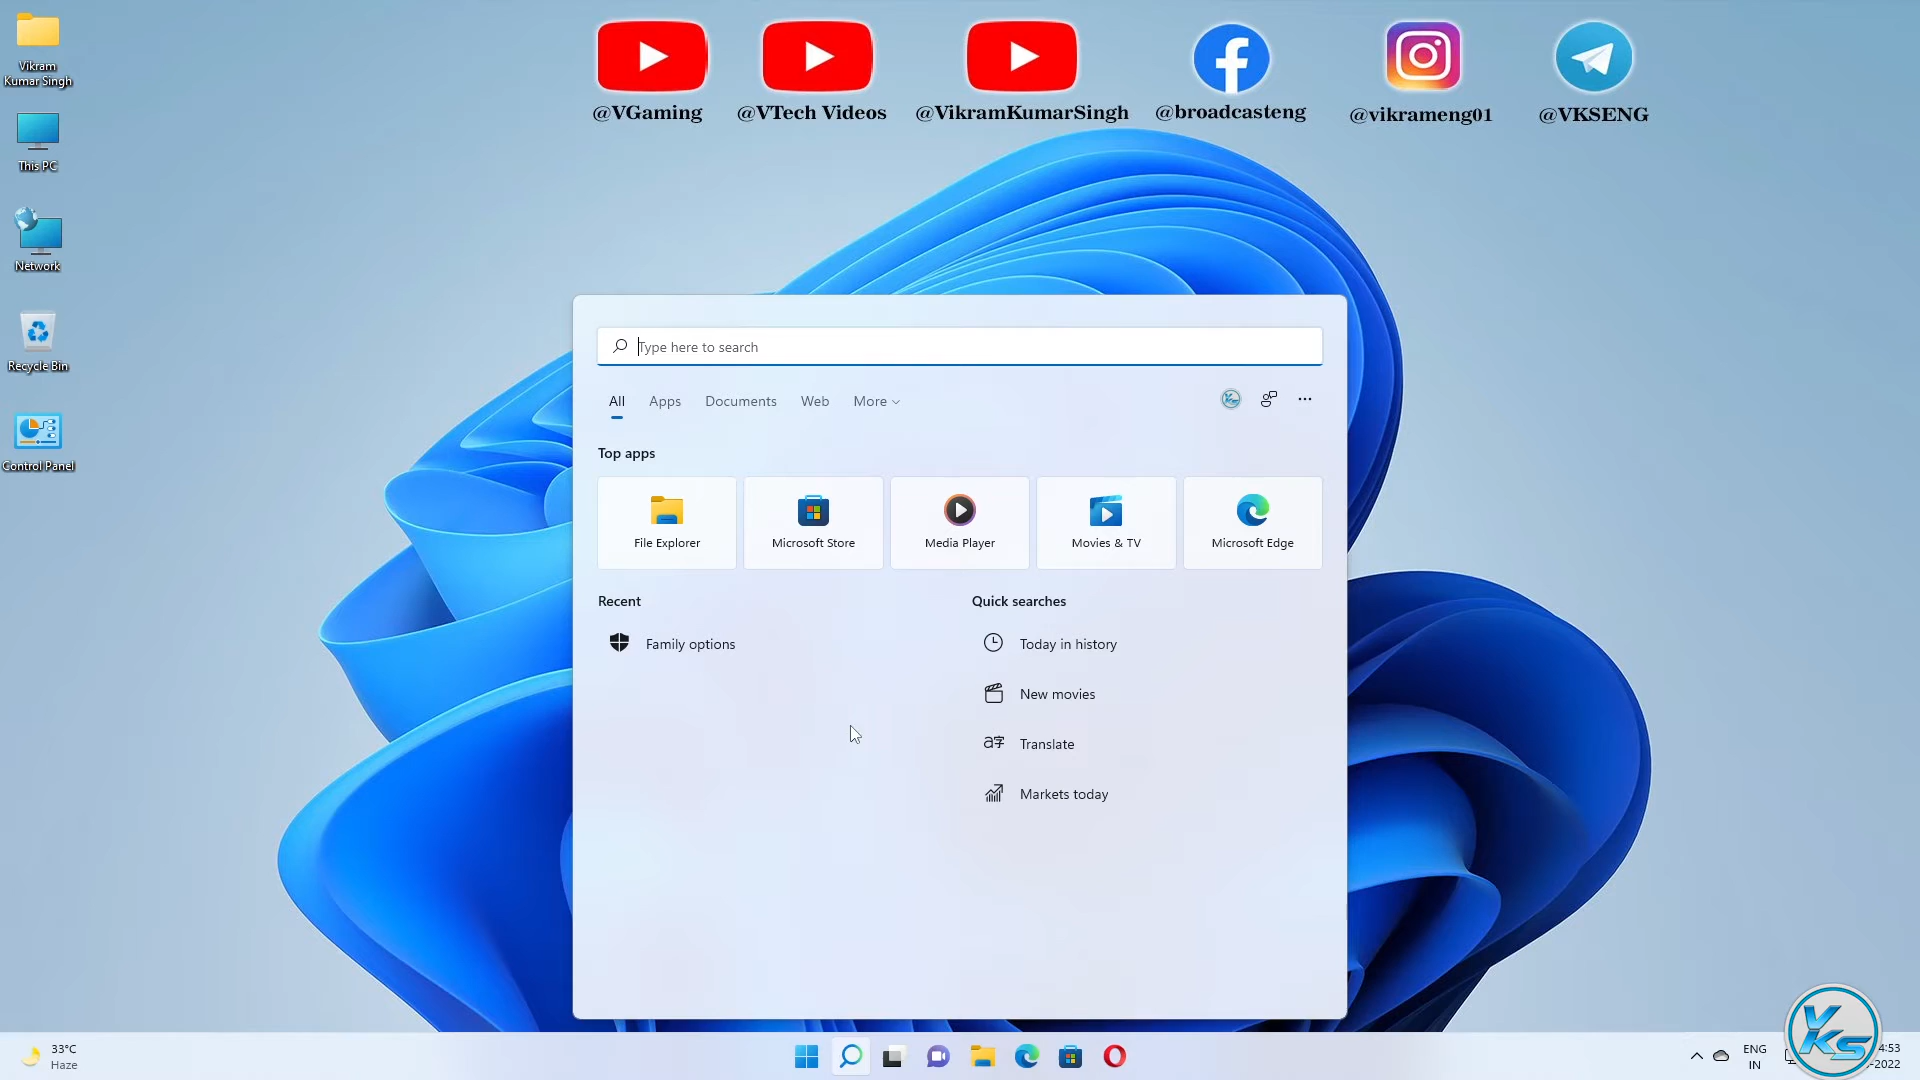 Vikram
Kumar Singh
This PC
Network
Recycle Bin
Control Panel
@VGaming
@VTech Videos
@VikramKumarSingh
@broadcasteng
@vikrameng01
@VKSENG
Type here to search
All
Apps
Documents
Web
More
Top apps
File Explorer
Microsoft Store
Media Player
Movies & TV
Microsoft Edge
Recent
Family options
Quick searches
Today in history
New movies
Translate
Markets today
33°C
Haze
ENG
IN
4:53
-2022
VKS